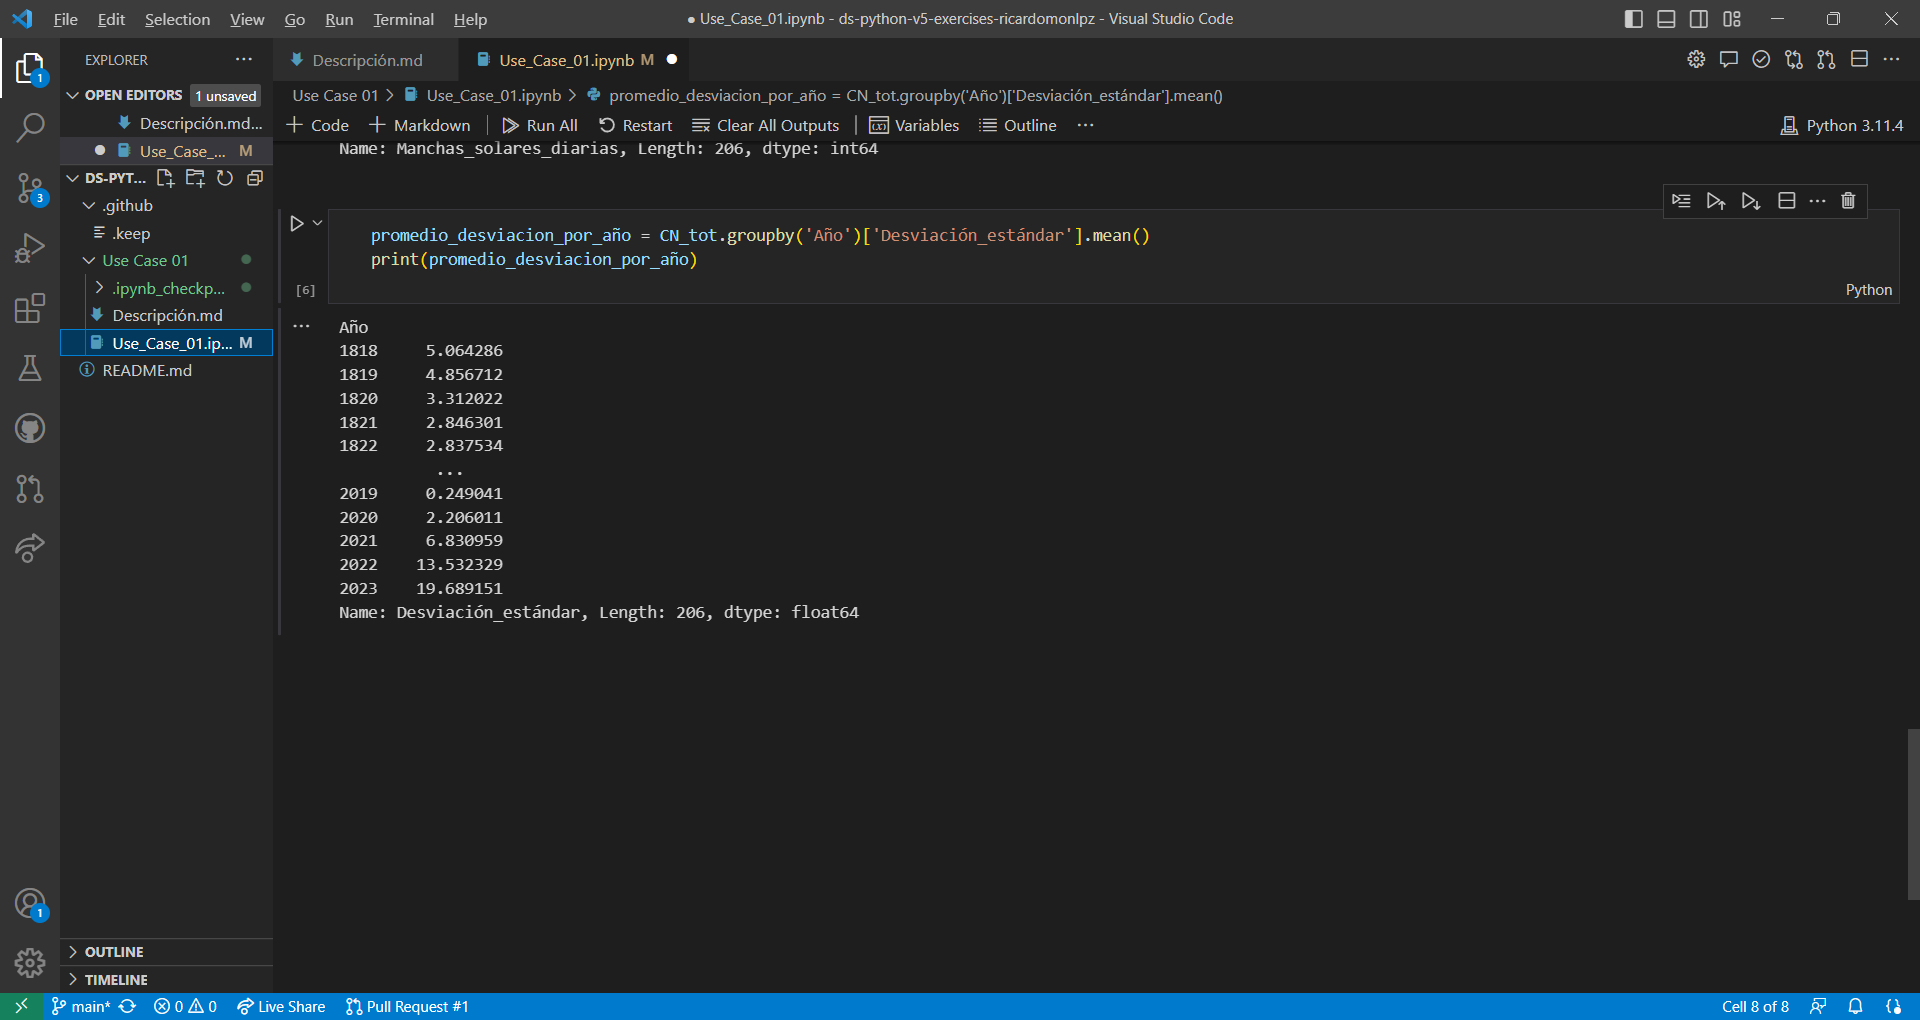 File Edit Selection View Go Run Terminal Help
● Use_Case_01.ipynb - ds-python-v5-exercises-ricardomonlpz - Visual Studio Code
EXPLORER
OPEN EDITORS 1 unsaved
Descripción.md...
Use_Case_... M
DS-PYT...
.github
.keep
Use Case 01
.ipynb_checkp...
Descripción.md
Use_Case_01.ip... M
README.md
OUTLINE
TIMELINE
1
3
1
Descripción.md
Use_Case_01.ipynb M
Use Case 01 > Use_Case_01.ipynb > promedio_desviacion_por_año = CN_tot.groupby('Año')['Desviación_estándar'].mean()
+ Code + Markdown Run All Restart Clear All Outputs Variables Outline ...
Python 3.11.4
Name: Manchas_solares_diarias, Length: 206, dtype: int64
promedio_desviacion_por_año = CN_tot.groupby('Año')['Desviación_estándar'].mean()
print(promedio_desviacion_por_año)
[6]
Python
...
Año
1818 5.064286
1819 4.856712
1820 3.312022
1821 2.846301
1822 2.837534
...
2019 0.249041
2020 2.206011
2021 6.830959
2022 13.532329
2023 19.689151
Name: Desviación_estándar, Length: 206, dtype: float64
main* 0 0 Live Share Pull Request #1
Cell 8 of 8